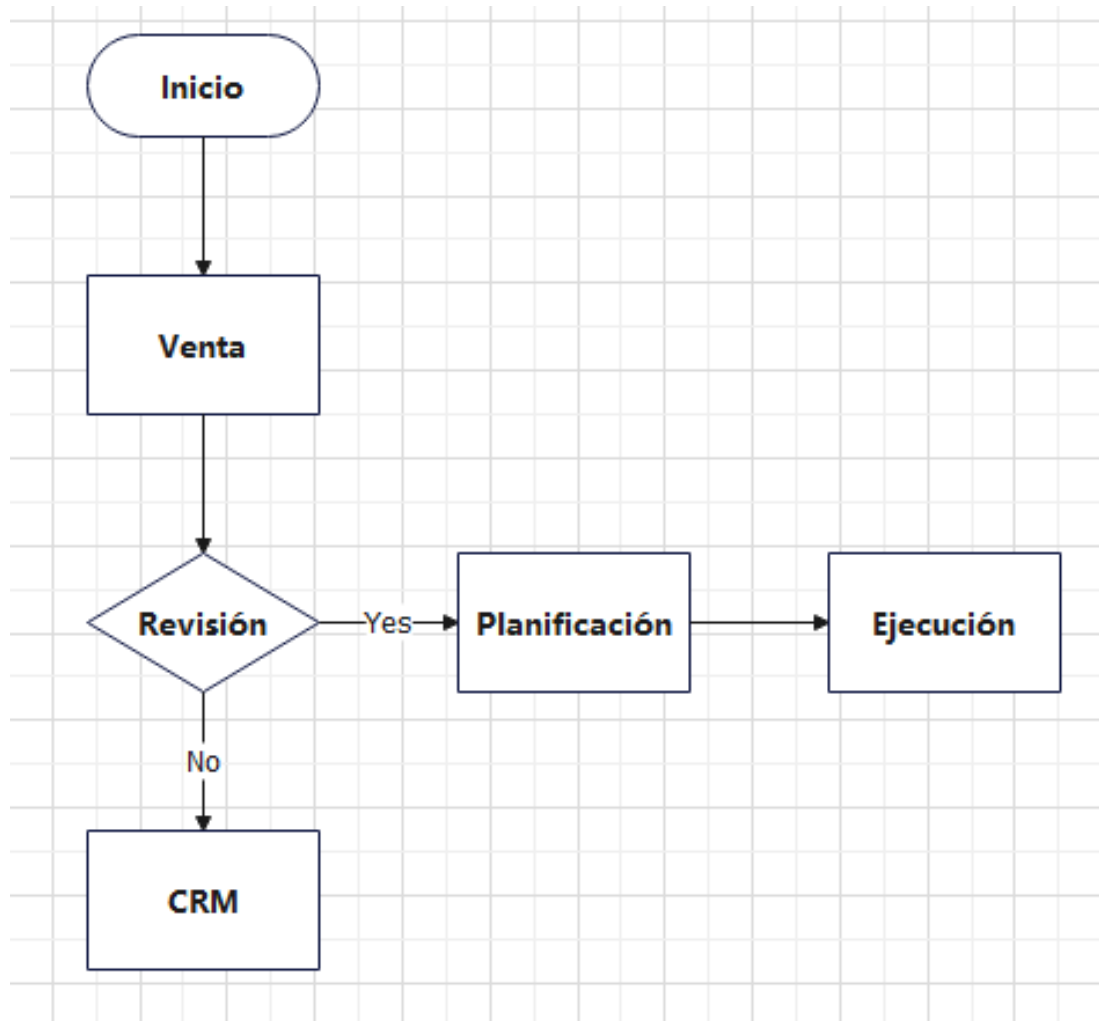 Inicio
Venta
Revisión
Yes
Planificación
Ejecución
No
CRM